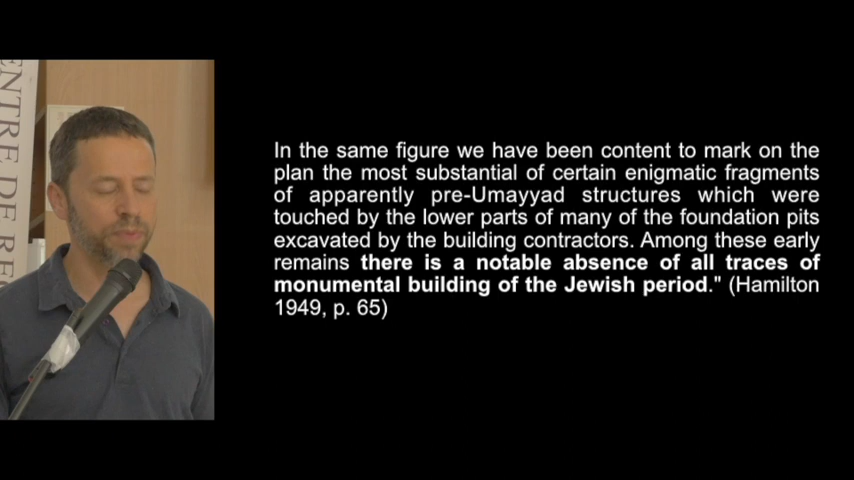 ENTRE DE REC
In the same figure we have been content to mark on the
plan the most substantial of certain enigmatic fragments
of apparently pre-Umayyad structures which were
touched by the lower parts of many of the foundation pits
excavated by the building contractors. Among these early
remains there is a notable absence of all traces of
monumental building of the Jewish period." (Hamilton
1949, p. 65)